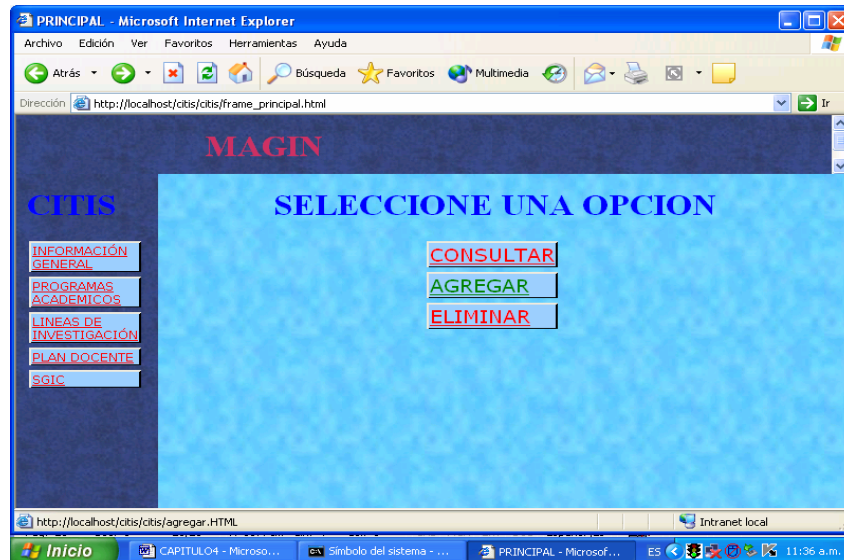 PRINCIPAL - Microsoft Internet Explorer
Archivo Edición Ver Favoritos Herramientas Ayuda
Atrás Búsqueda Favoritos Multimedia
Dirección http://localhost/citis/citis/frame_principal.html Ir
MAGIN
CITIS
SELECCIONE UNA OPCION
INFORMACIÓN
GENERAL
PROGRAMAS
ACADEMICOS
LINEAS DE
INVESTIGACIÓN
PLAN DOCENTE
SGIC
CONSULTAR
AGREGAR
ELIMINAR
http://localhost/citis/citis/agregar.HTML Intranet local
Inicio CAPITULO4 - Microso... Símbolo del sistema - ... PRINCIPAL - Microsof... ES 11:36 a.m.